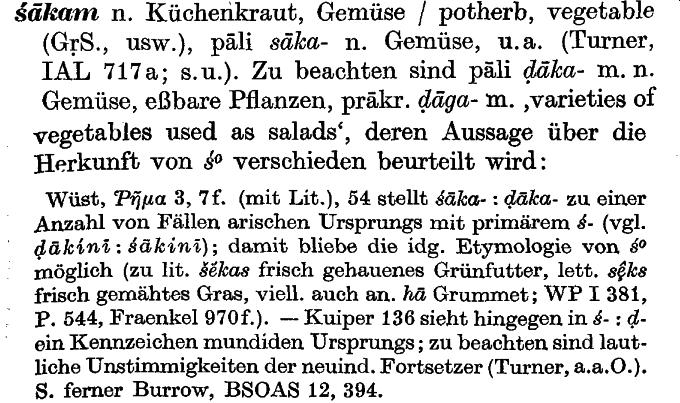 śākam n. Küchenkraut, Gemüse / potherb, vegetable
(GṛS., usw.), pāli sāka- n. Gemüse, u.a. (Turner,
IAL 717a; s.u.). Zu beachten sind pāli ḍāka- m. n.
Gemüse, eßbare Pflanzen, präkr. ḍāga- m. ‚varieties of
vegetables used as salads‘, deren Aussage über die
Herkunft von ś° verschieden beurteilt wird:
Wüst, Ῥῆμα 3, 7f. (mit Lit.), 54 stellt śāka- : ḍāka- zu einer
Anzahl von Fällen arischen Ursprungs mit primärem ś- (vgl.
ḍākinī : śākinī); damit bliebe die idg. Etymologie von ś°
möglich (zu lit. šė́kas frisch gehauenes Grünfutter, lett. sę̂ks
frisch gemähtes Gras, viell. auch an. hā Grummet; WP I 381,
P. 544, Fraenkel 970f.). — Kuiper 136 sieht hingegen in ś- : ḍ-
ein Kennzeichen mundiden Ursprungs; zu beachten sind laut-
liche Unstimmigkeiten der neuind. Fortsetzer (Turner, a.a.O.).
S. ferner Burrow, BSOAS 12, 394.